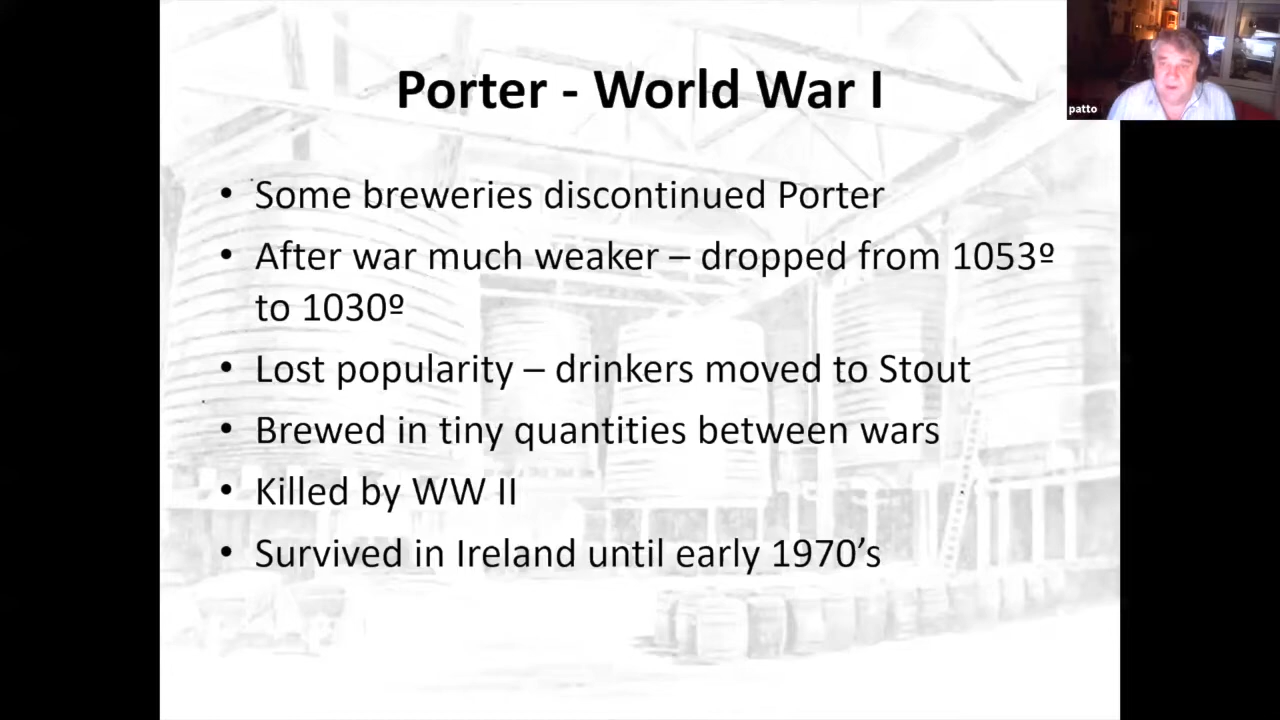 Porter - World War I
patto
• Some breweries discontinued Porter
• After war much weaker – dropped from 1053º
to 1030º
• Lost popularity – drinkers moved to Stout
• Brewed in tiny quantities between wars
• Killed by WW II
• Survived in Ireland until early 1970’s